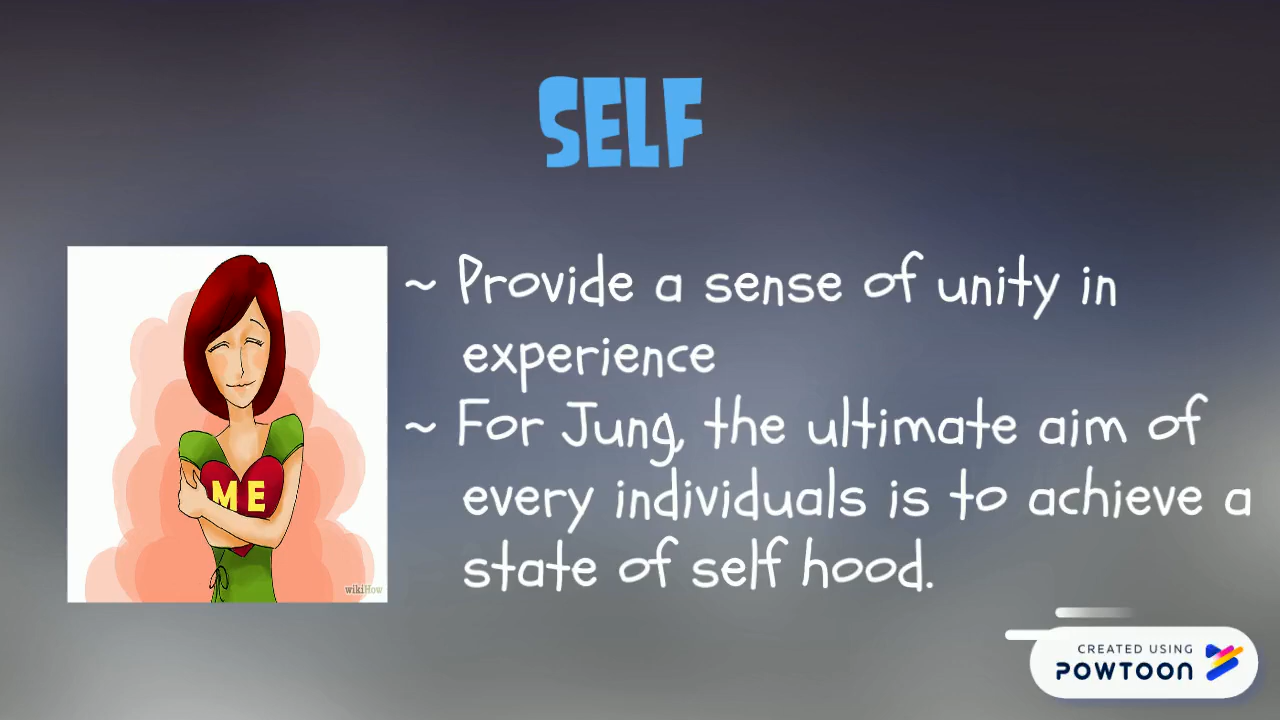 SELF
~ Provide a sense of unity in
experience
~ For Jung, the ultimate aim of
every individuals is to achieve a
state of self hood.
ME
wikiHow
CREATED USING
POWTOON